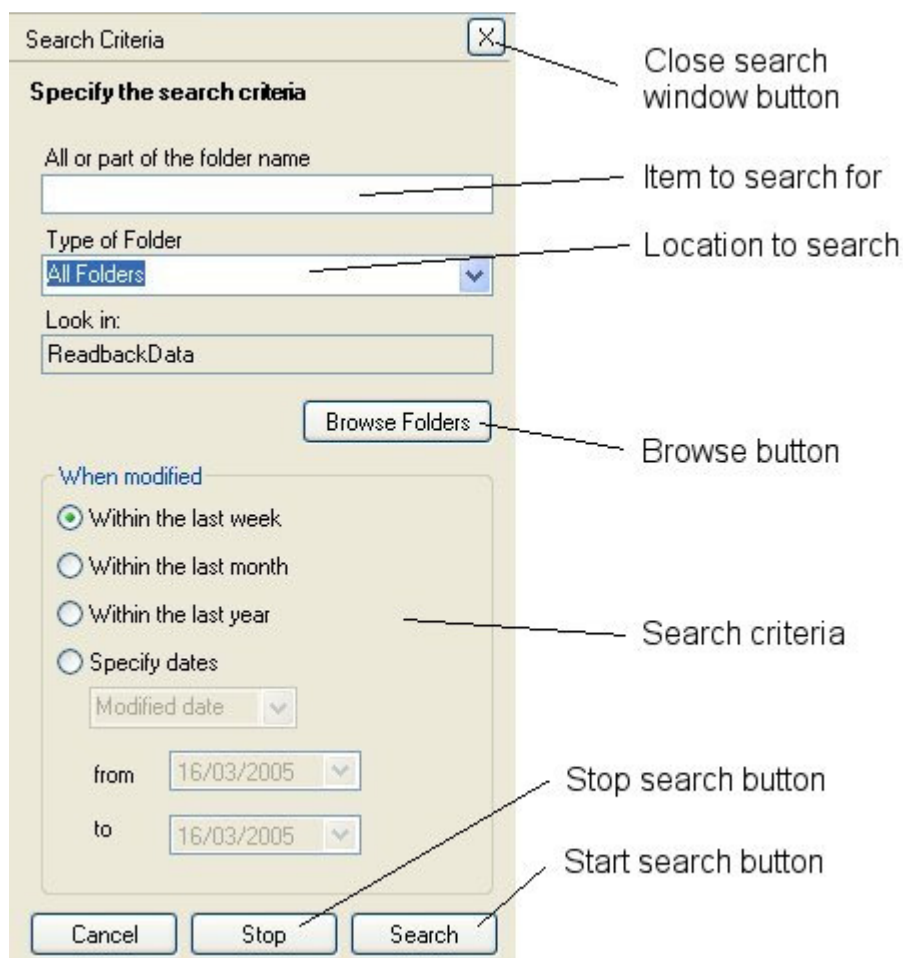 Search Criteria
X
Close search
window button
Specify the search criteria
All or part of the folder name
Item to search for
Type of Folder
Location to search
All Folders
Look in:
ReadbackData
Browse Folders
Browse button
When modified
Within the last week
Within the last month
Within the last year
Search criteria
Specify dates
Modified date
from 16/03/2005
Stop search button
to 16/03/2005
Start search button
Cancel Stop Search